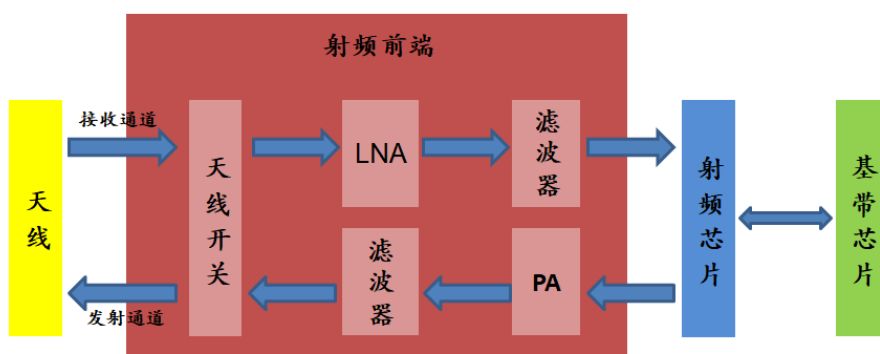 射频前端
接收通道
天线
天线开关
LNA
滤波器
射频芯片
基带芯片
滤波器
PA
发射通道